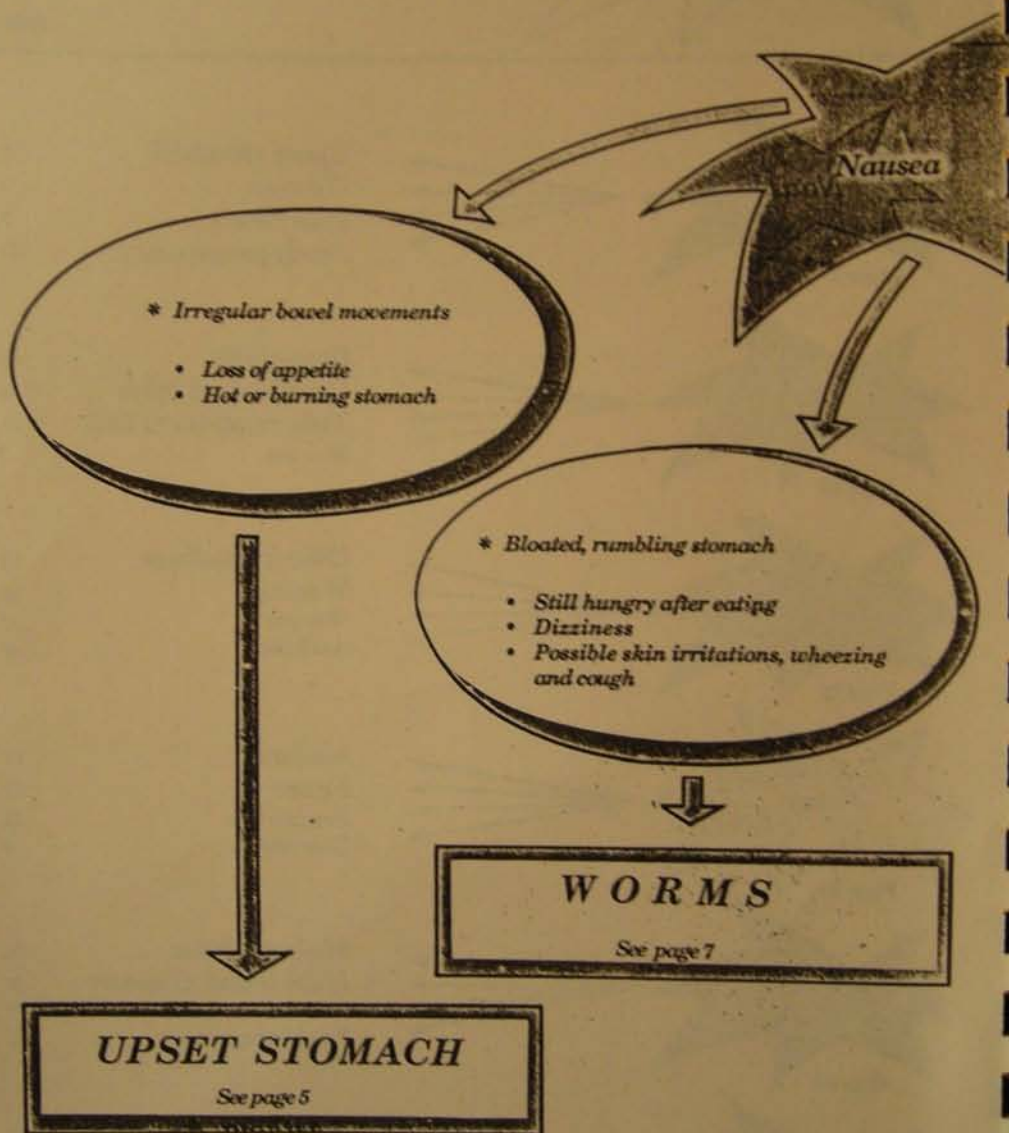 Nausea
* Irregular bowel movements
• Loss of appetite
• Hot or burning stomach
* Bloated, rumbling stomach
• Still hungry after eating
• Dizziness
• Possible skin irritations, wheezing
and cough
WORMS
See page 7
UPSET STOMACH
See page 5